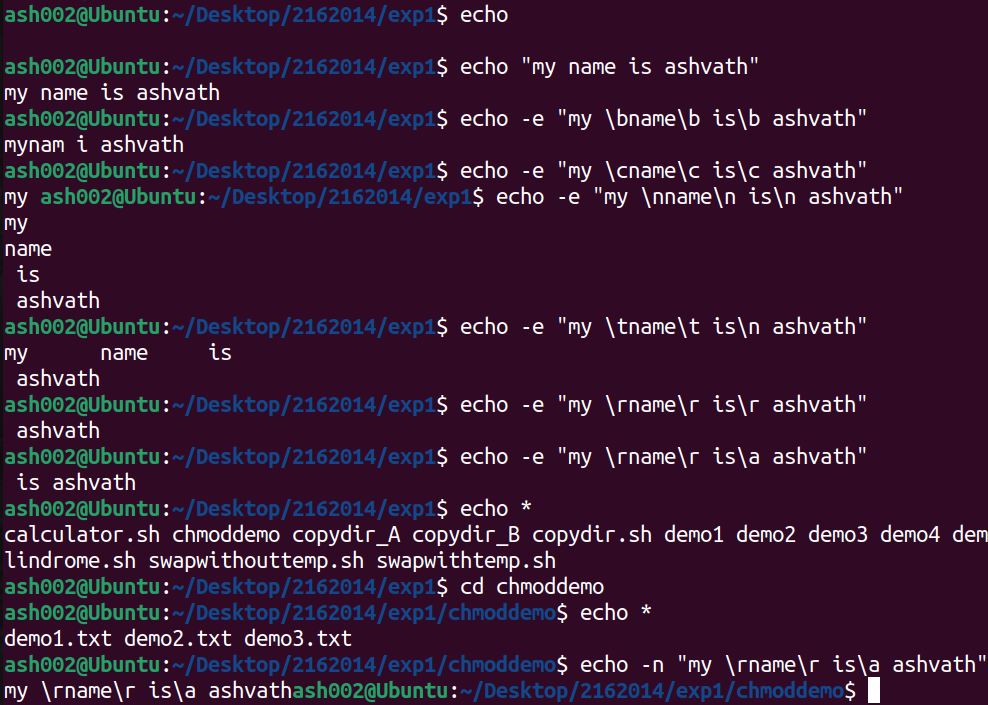 ash002@Ubuntu:~/Desktop/2162014/exp1$ echo

ash002@Ubuntu:~/Desktop/2162014/exp1$ echo "my name is ashvath"
my name is ashvath
ash002@Ubuntu:~/Desktop/2162014/exp1$ echo -e "my \bname\b is\b ashvath"
mynam i ashvath
ash002@Ubuntu:~/Desktop/2162014/exp1$ echo -e "my \cname\c is\c ashvath"
my ash002@Ubuntu:~/Desktop/2162014/exp1$ echo -e "my \nname\n is\n ashvath"
my
name
 is
 ashvath
ash002@Ubuntu:~/Desktop/2162014/exp1$ echo -e "my \tname\t is\n ashvath"
my      name     is
 ashvath
ash002@Ubuntu:~/Desktop/2162014/exp1$ echo -e "my \rname\r is\r ashvath"
 ashvath
ash002@Ubuntu:~/Desktop/2162014/exp1$ echo -e "my \rname\r is\a ashvath"
 is ashvath
ash002@Ubuntu:~/Desktop/2162014/exp1$ echo *
calculator.sh chmoddemo copydir_A copydir_B copydir.sh demo1 demo2 demo3 demo4 dem
lindrome.sh swapwithouttemp.sh swapwithtemp.sh
ash002@Ubuntu:~/Desktop/2162014/exp1$ cd chmoddemo
ash002@Ubuntu:~/Desktop/2162014/exp1/chmoddemo$ echo *
demo1.txt demo2.txt demo3.txt
ash002@Ubuntu:~/Desktop/2162014/exp1/chmoddemo$ echo -n "my \rname\r is\a ashvath"
my \rname\r is\a ashvathash002@Ubuntu:~/Desktop/2162014/exp1/chmoddemo$